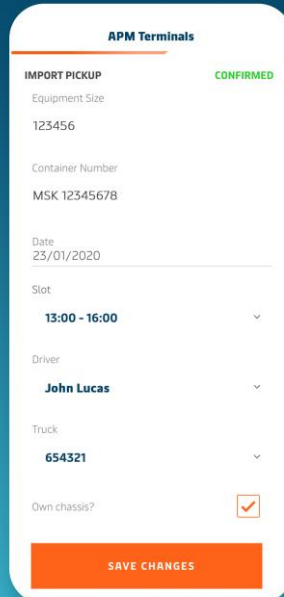 APM Terminals
IMPORT PICKUP CONFIRMED
Equipment Size
123456
Container Number
MSK 12345678
Date
23/01/2020
Slot
13:00 - 16:00
Driver
John Lucas
Truck
654321
Own chassis?
SAVE CHANGES